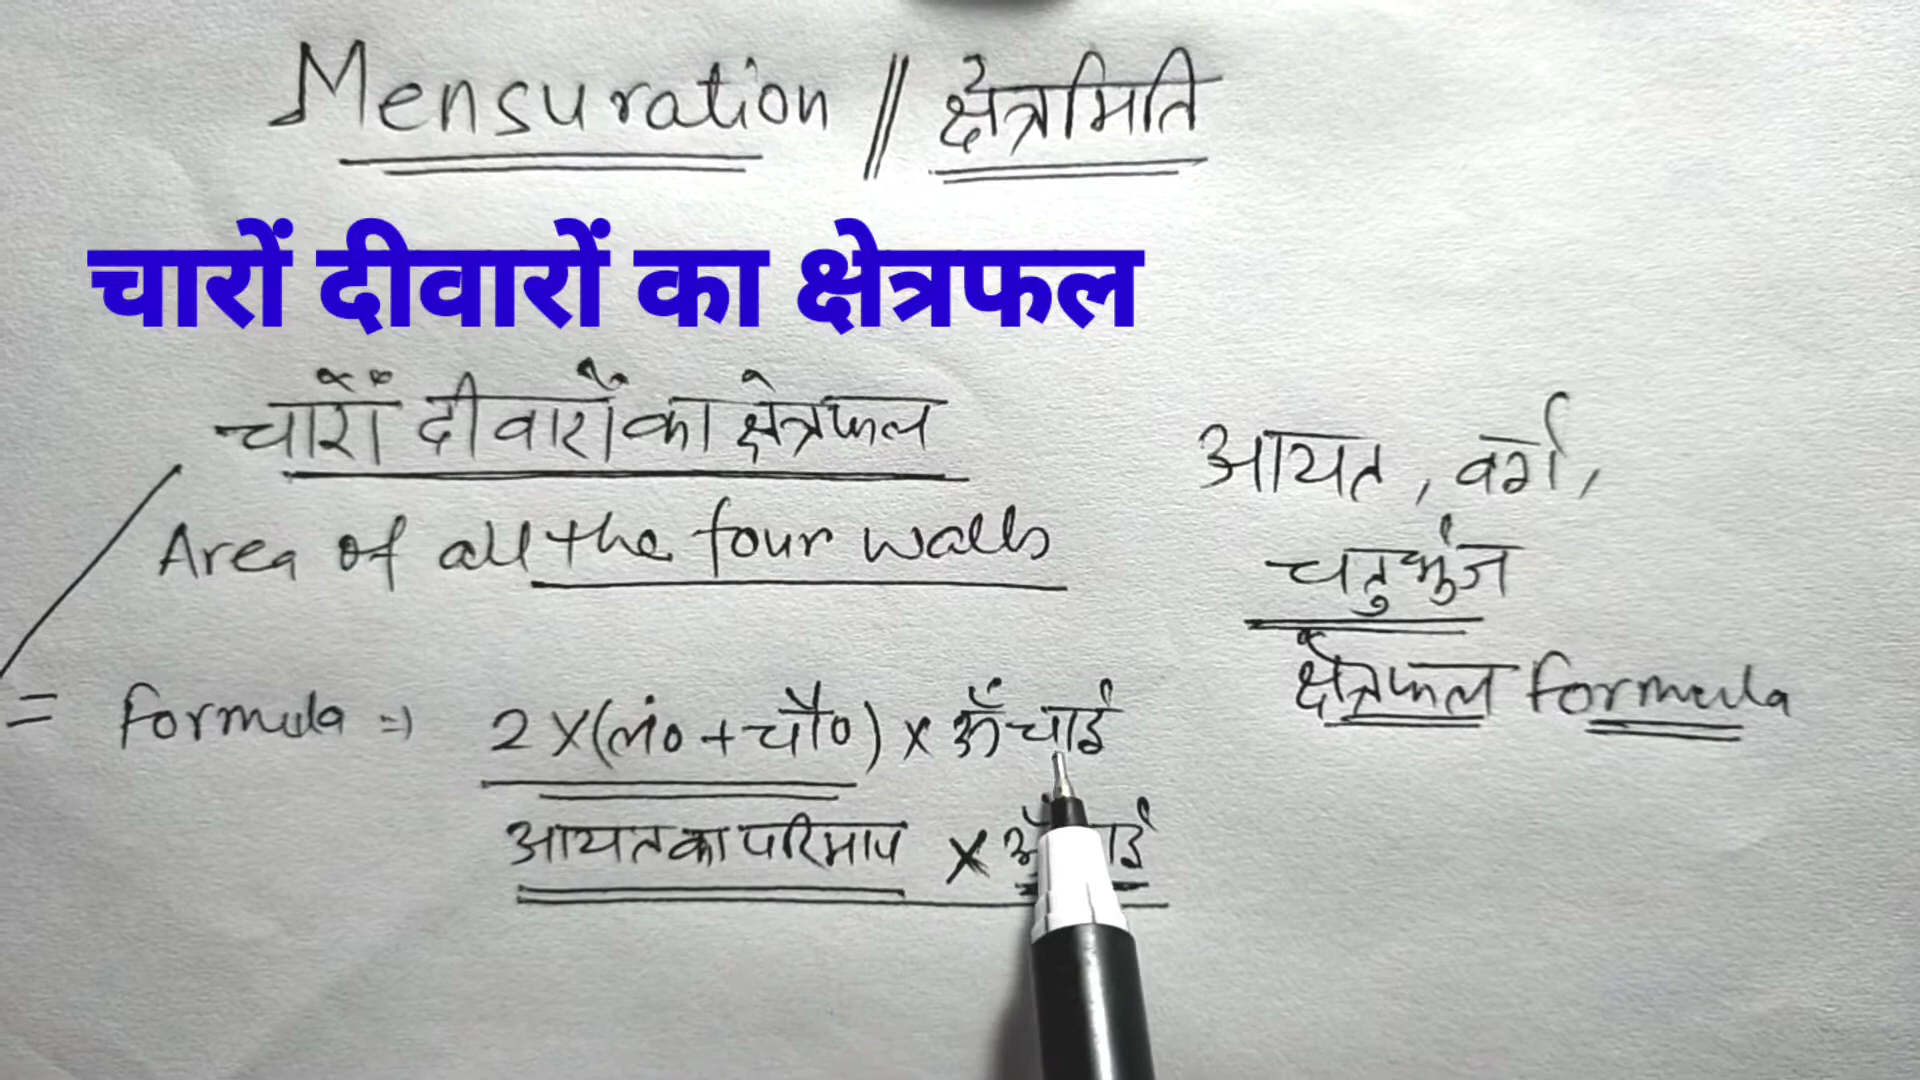 Mensuration // क्षेत्रमिति
चारों दीवारों का क्षेत्रफल
चारों दीवारों का क्षेत्रफल
Area of all the four walls
= formula => 2 x (लं० + चौ०) x ऊँचाई
आयत का परिमाप x
आयत, वर्ग,
चतुर्भुज
क्षेत्रफल formula